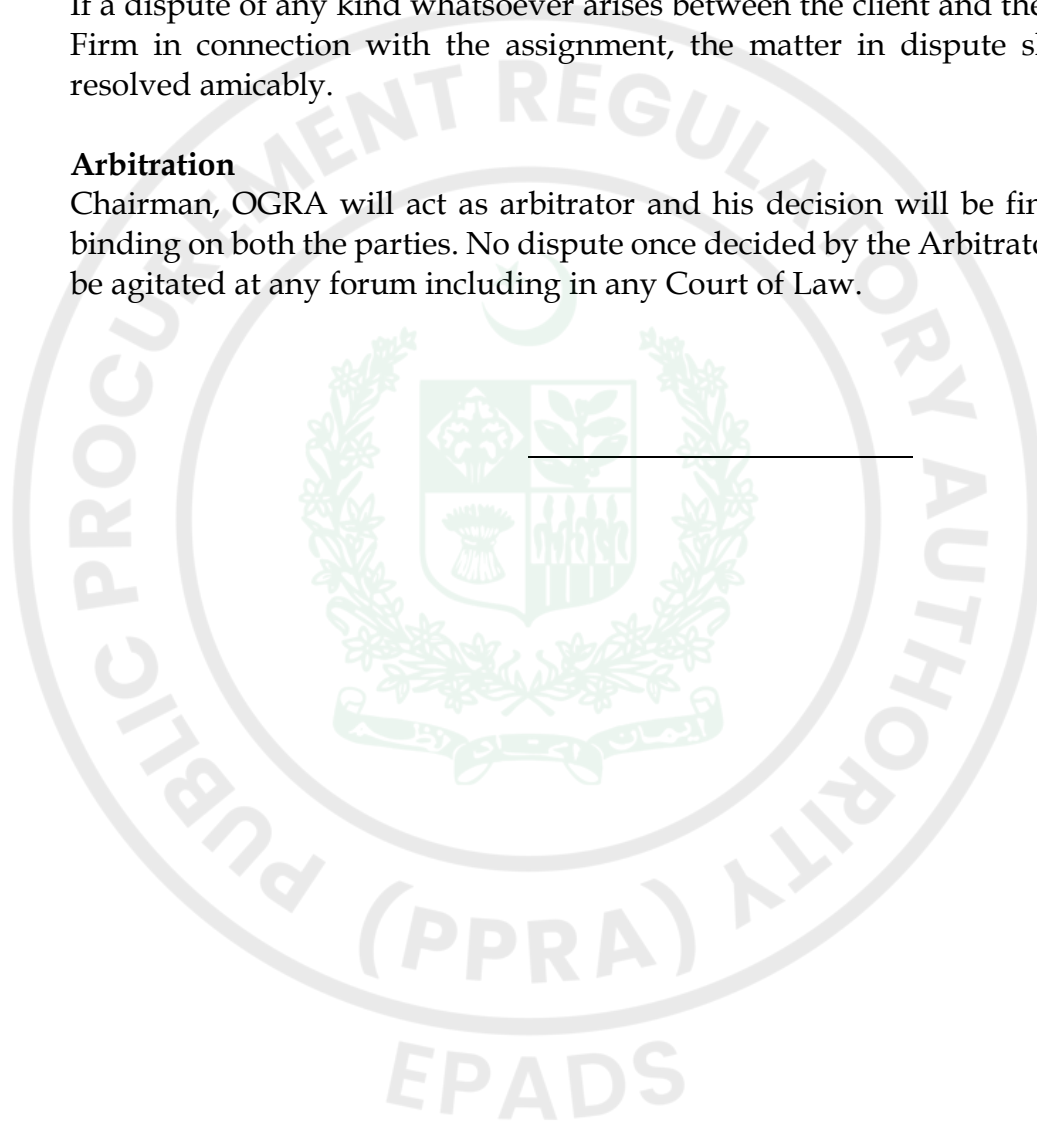 If a dispute of any kind whatsoever arises between the client and the
Firm in connection with the assignment, the matter in dispute
resolved amicably.
Arbitration
Chairman, OGRA will act as arbitrator and his decision will be
binding on both the parties. No dispute once decided by the
be agitated at any forum including in any Court of Law.
PUBLIC PROCUREMENT REGULATORY AUTHORITY
(PPRA)
EPADS